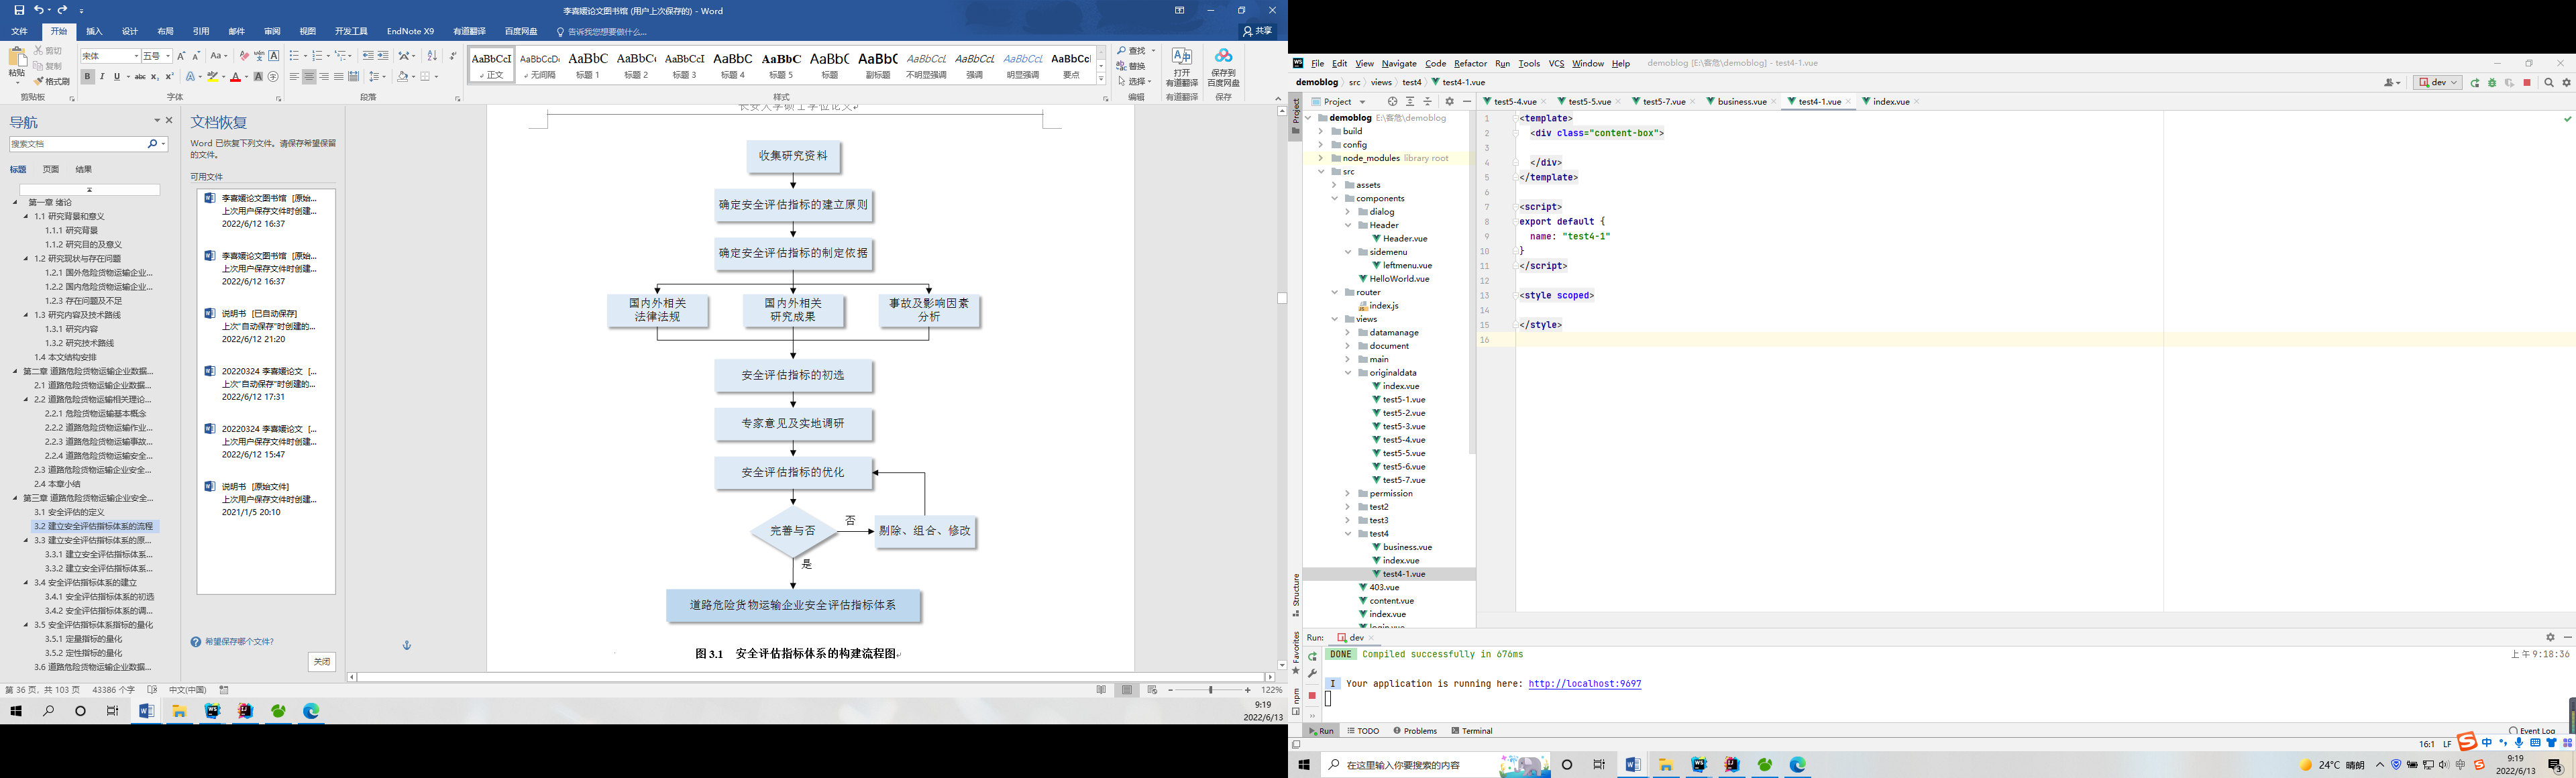 李喜媛论文图书馆 (用户上次保存的) - Word
文件 开始 插入 设计 布局 引用 邮件 审阅 视图 开发工具 EndNote X9 有道翻译 百度网盘 告诉我您想要做什么... 共享
粘贴 剪切 复制 格式刷
宋体 五号
AaBbCcI AaBbCcDc AaBbC AaBbCc AaBbCcI AaBbC AaBbC AaBbC AaBbC AaBbCcL AaBbCcL AaBbCcL AaBbCcI
正文 无间隔 标题 1 标题 2 标题 3 标题 4 标题 5 标题 副标题 不明显强调 强调 明显强调 要点
查找 替换 选择
打开 有道翻译
保存到 百度网盘
剪贴板 字体 段落 样式 编辑 有道翻译 保存
导航
搜索文档
标题 页面 结果
第一章 绪论
1.1 研究背景和意义
1.1.1 研究背景
1.1.2 研究目的及意义
1.2 研究现状与存在问题
1.2.1 国外危险货物运输企业...
1.2.2 国内危险货物运输企业...
1.2.3 存在问题及不足
1.3 研究内容及技术路线
1.3.1 研究内容
1.3.2 研究技术路线
1.4 本文结构安排
第二章 道路危险货物运输企业数据...
2.1 道路危险货物运输企业数据...
2.2 道路危险货物运输相关理论...
2.2.1 危险货物运输基本概念
2.2.2 道路危险货物运输作业...
2.2.3 道路危险货物运输事故...
2.2.4 道路危险货物运输安全...
2.3 道路危险货物运输企业安全...
2.4 本章小结
第三章 道路危险货物运输企业安全...
3.1 安全评估的定义
3.2 建立安全评估指标体系的流程
3.3 建立安全评估指标体系的原...
3.3.1 建立安全评估指标体系...
3.3.2 建立安全评估指标体系...
3.4 安全评估指标体系的建立
3.4.1 安全评估指标体系的初选
3.4.2 安全评估指标体系的调...
3.5 安全评估指标体系指标的量化
3.5.1 定量指标的量化
3.5.2 定性指标的量化
3.6 道路危险货物运输企业数据...
文档恢复
Word 已恢复下列文件。请保存希望保留
的文件。
可用文件
李喜媛论文图书馆 [原始...
上次用户保存文件时创建...
2022/6/12 16:37
李喜媛论文图书馆 [原始...
上次用户保存文件时创建...
2022/6/12 16:37
说明书 [已自动保存]
上次"自动保存"时创建的...
2022/6/12 21:20
20220324 李喜媛论文 [...
上次"自动保存"时创建的...
2022/6/12 17:31
20220324 李喜媛论文 [...
上次用户保存文件时创建...
2022/6/12 15:47
说明书 [原始文件]
上次用户保存文件时创建...
2021/1/5 20:10
希望保存哪个文件?
关闭
长安大学硕士学位论文
收集研究资料
确定安全评估指标的建立原则
确定安全评估指标的制定依据
国内外相关
法律法规
国内外相关
研究成果
事故及影响因素
分析
安全评估指标的初选
专家意见及实地调研
安全评估指标的优化
完善与否
否
剔除、组合、修改
是
道路危险货物运输企业安全评估指标体系
图 3.1 安全评估指标体系的构建流程图
第 36 页，共 103 页 43386 个字 中文(中国) 122%
9:19
2022/6/13
File Edit View Navigate Code Refactor Run Tools VCS Window Help demoblog [E:\客危\demoblog] - test4-1.vue
demoblog src views test4 test4-1.vue
dev
Project
test5-4.vue test5-5.vue test5-7.vue business.vue test4-1.vue index.vue
Project
demoblog E:\客危\demoblog
build
config
node_modules library root
src
assets
components
dialog
Header
Header.vue
sidemenu
leftmenu.vue
HelloWorld.vue
router
index.js
views
datamanage
document
main
originaldata
index.vue
test5-1.vue
test5-2.vue
test5-3.vue
test5-4.vue
test5-5.vue
test5-6.vue
test5-7.vue
permission
test2
test3
test4
business.vue
index.vue
test4-1.vue
403.vue
content.vue
index.vue
login.vue
Structure
Favorites
npm
1 <template>
2 <div class="content-box">
3
4 </div>
5 </template>
6
7 <script>
8 export default {
9 name: "test4-1"
10 }
11 </script>
12
13 <style scoped>
14
15 </style>
16
Run: dev
DONE Compiled successfully in 676ms 上午9:18:36
I Your application is running here: http://localhost:9697
Run TODO Problems Terminal Event Log
16:1 LF 中
在这里输入你要搜索的内容
24°C 晴朗 中
9:19
2022/6/13
3